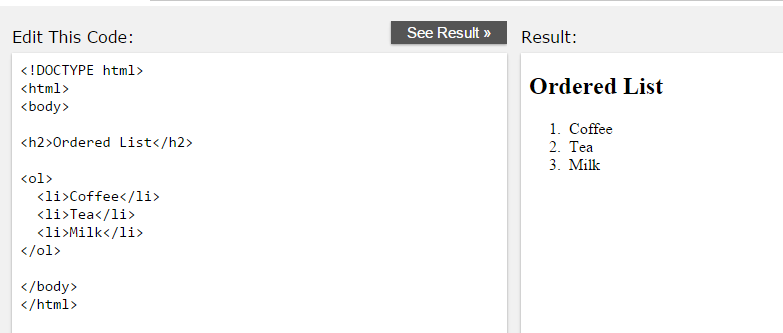 Edit This Code:
See Result »
<!DOCTYPE html>
<html>
<body>
<h2>Ordered List</h2>
<ol>
<li>Coffee</li>
<li>Tea</li>
<li>Milk</li>
</ol>
</body>
</html>
Result:
Ordered List
1. Coffee
2. Tea
3. Milk